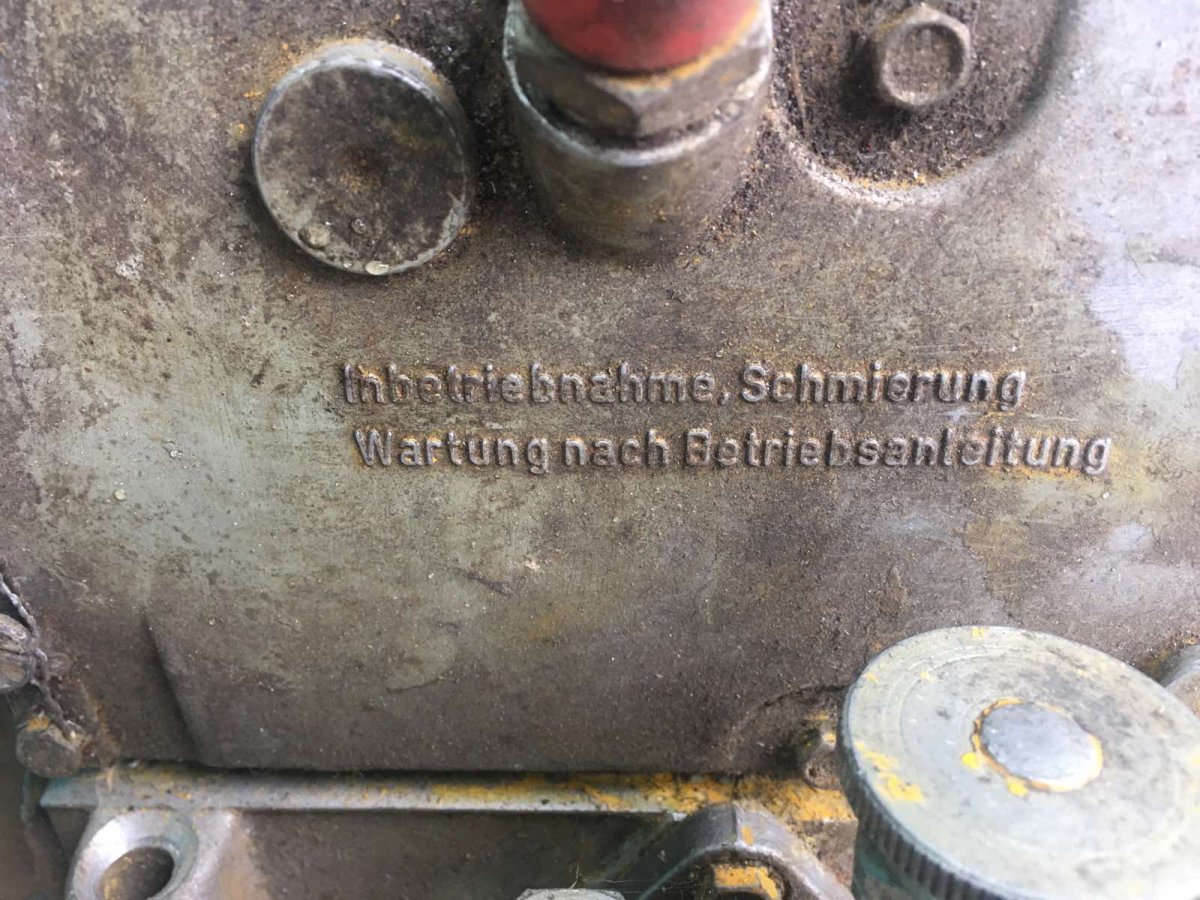 Inbetriebnahme, Schmierung
Wartung nach Betriebsanleitung